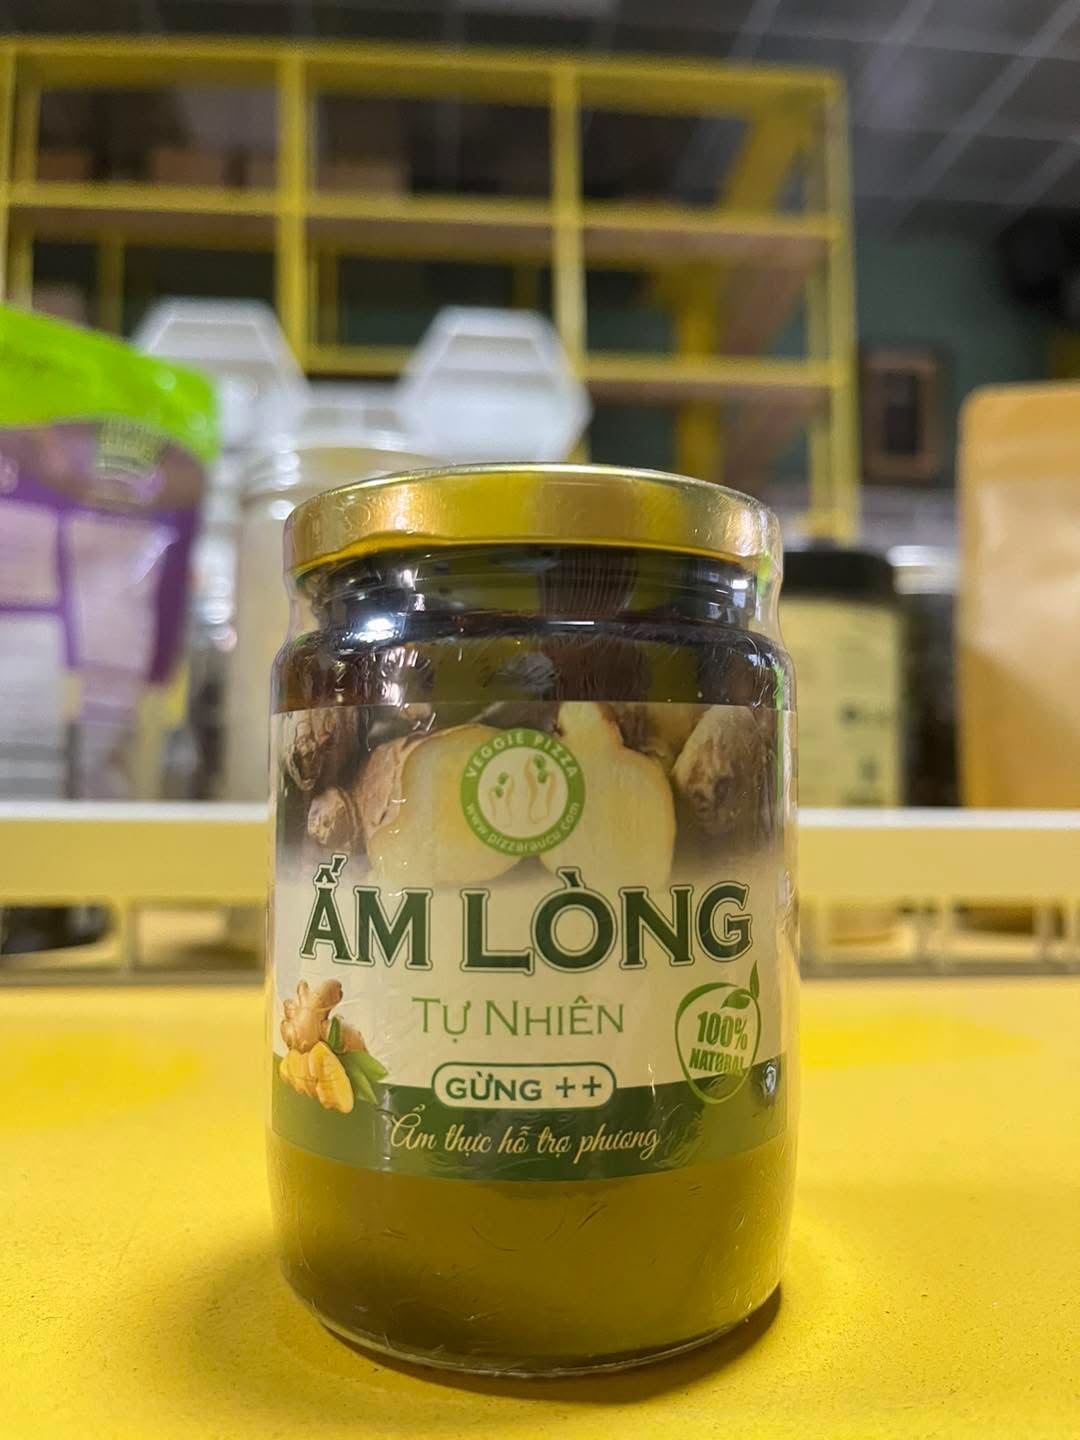 VEGGIE PIZZA
www.pizzaraucu.com
ẤM LÒNG
TỰ NHIÊN
100%
NATURAL
GỪNG ++
Ẩm thực hỗ trợ phương